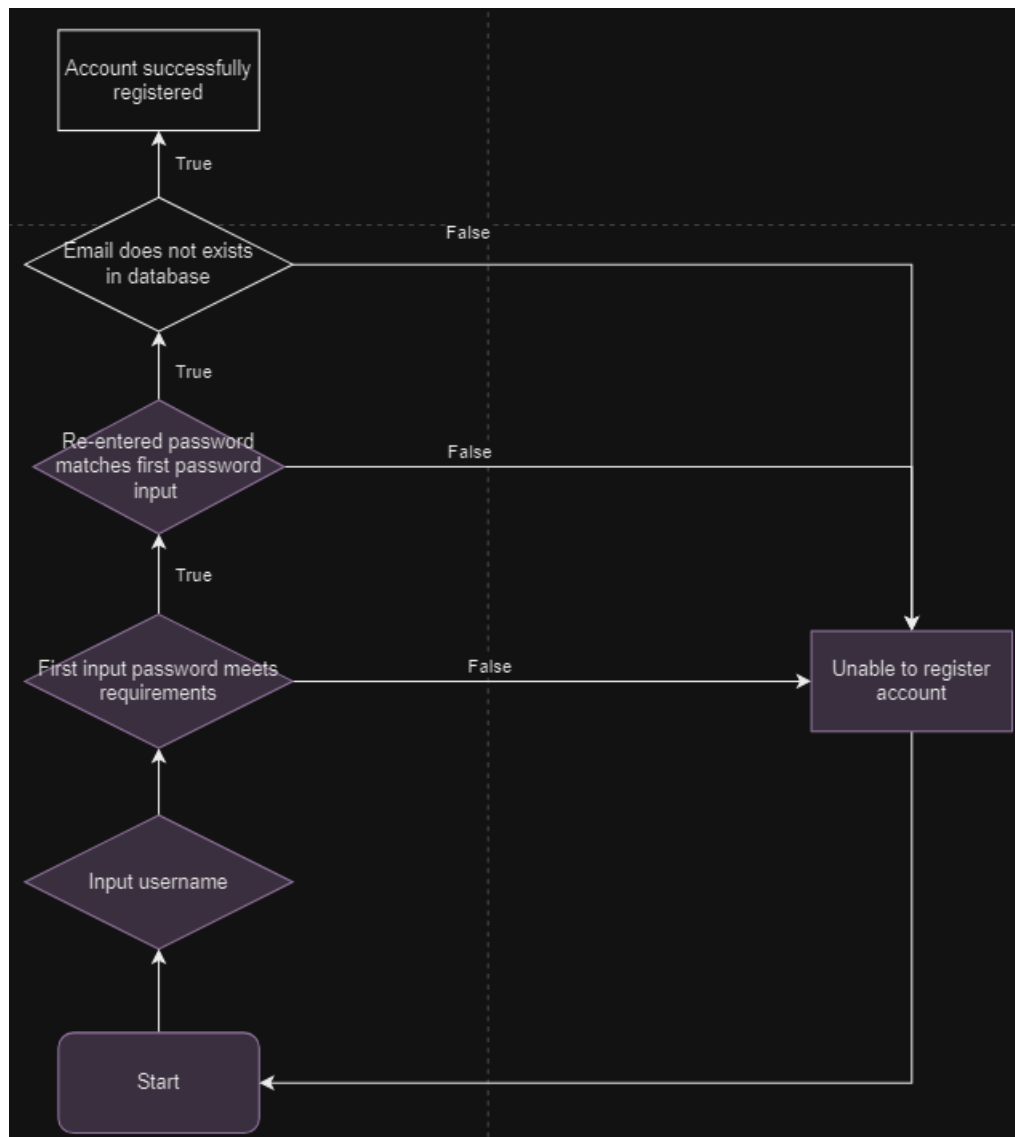 Account successfully
registered
True
Email does not exists
in database
False
True
Re-entered password
matches first password
input
False
True
First input password meets
requirements
False
Unable to register
account
Input username
Start